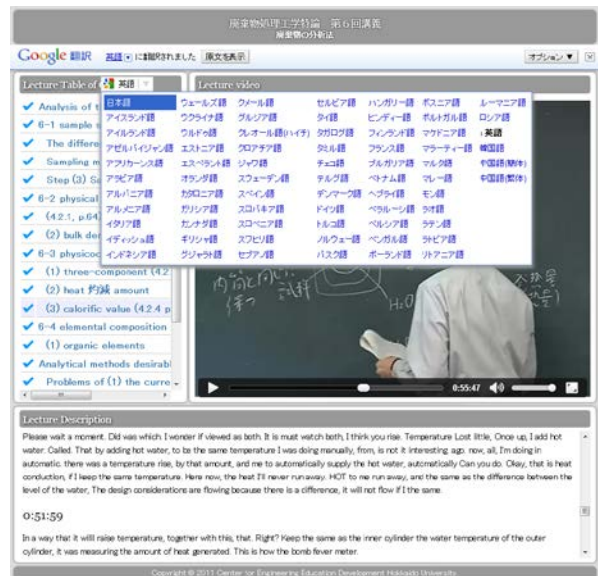 廃棄物処理工学特論 第6回講義
廃棄物の分析法
Google 翻訳 英語 に翻訳されました 原文を表示 オプション ▼
Lecture Table of 英語
Lecture video
日本語 ウェールズ語 クメール語 セルビア語 ハンガリー語 ボスニア語 ルーマニア語
アイスランド語 ウクライナ語 グルジア語 タイ語 ヒンディー語 ポルトガル語 ロシア語
アイルランド語 ウルドゥ語 クレオール語(ハイチ) タガログ語 フィンランド語 マケドニア語 英語
アゼルバイジャン語 エストニア語 クロアチア語 タミル語 フランス語 マラーティー語 韓国語
アフリカーンス語 エスペラント語 ジャワ語 チェコ語 ブルガリア語 マルタ語 中国語(簡体)
アラビア語 オランダ語 スウェーデン語 テルグ語 ベトナム語 マレー語 中国語(繁体)
アルバニア語 カタロニア語 スペイン語 デンマーク語 ヘブライ語 モン語
アルメニア語 ガリシア語 スロバキア語 ドイツ語 ベラルーシ語 ラオ語
イタリア語 カンナダ語 スロベニア語 トルコ語 ペルシア語 ラテン語
イディッシュ語 ギリシャ語 スワヒリ語 ノルウェー語 ベンガル語 ラトビア語
インドネシア語 グジャラト語 セブアノ語 バスク語 ポーランド語 リトアニア語
Analysis of t
6-1 sample s
The differe
Sampling m
Step (3) Sa
6-2 physical
(4.2.1, p.64)
(2) bulk der
6-3 physicoc
(1) three-component (4.2
(2) heat 灼減 amount
(3) calorific value (4.2.4 p
6-4 elemental composition
(1) organic elements
Analytical methods desirabl
Problems of (1) the curre
内筒と同じに
保つ
試料
H₂O
0:55:47
Lecture Description
Please wait a moment. Did was which I wonder if viewed as both. It is must watch both, I think you rise. Temperature Lost little, Once up, I add hot
water. Called. That by adding hot water, to be the same temperature I was doing manually, from, is not it interesting. ago. now, all, I'm doing in
automatic. there was a temperature rise, by that amount, and me to automatically supply the hot water, automatically Can you do. Okay, that is heat
conduction, if I keep the same temperature. Here now, the heat I'll never run away. HOT to me run away, and the same as the difference between the
level of the water, The design considerations are flowing because there is a difference, it will not flow if I the same.
0:51:59
In a way that it willl raise temperature, together with this, that. Right? Keep the same as the inner cylinder the water temperature of the outer
cylinder, it was measuring the amount of heat generated. This is how the bomb fever meter.
Copyright © 2011 Center for Engineering Education Development Hokkaido University.